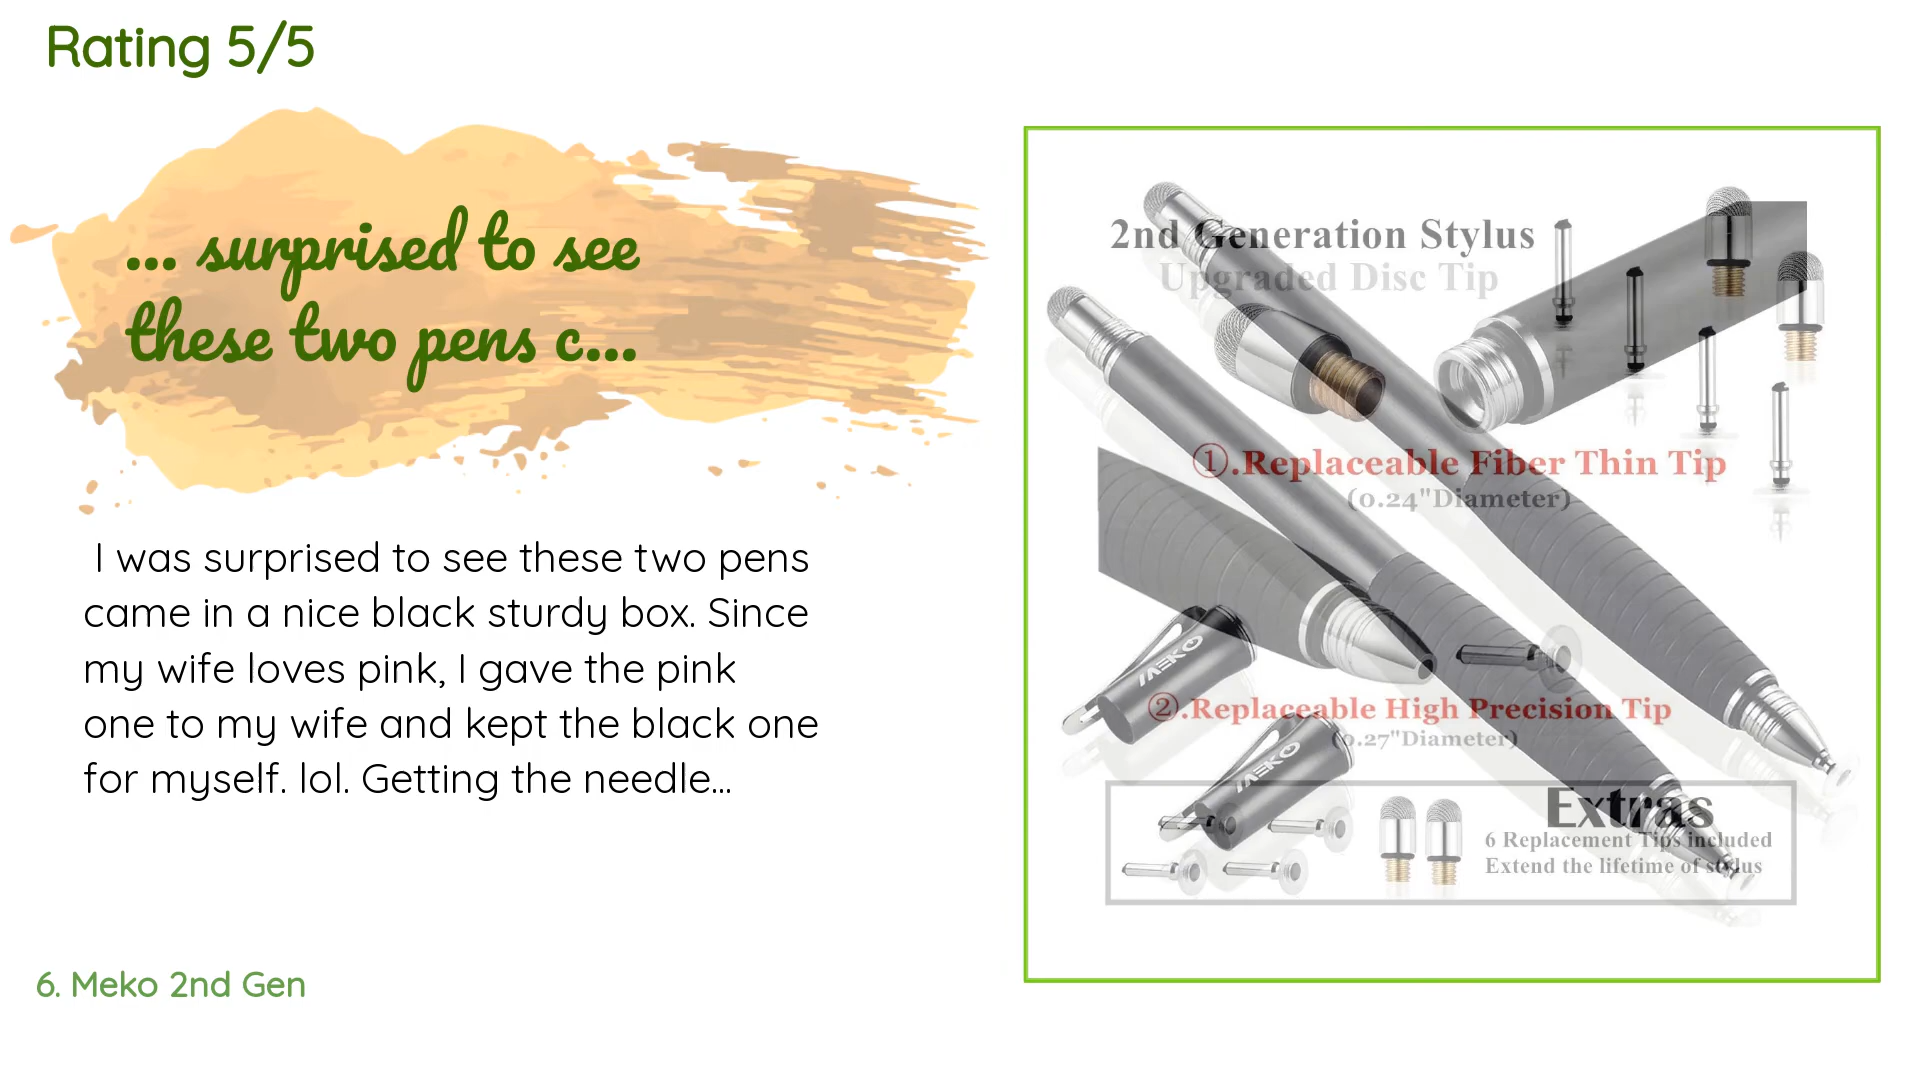 Rating 5/5
... surprised to see
these two pens c...
I was surprised to see these two pens
came in a nice black sturdy box. Since
my wife loves pink, I gave the pink
one to my wife and kept the black one
for myself. lol. Getting the needle...
6. Meko 2nd Gen
2nd Generation Stylus
Upgraded Disc Tip
①.Replaceable Fiber Thin Tip
(0.24"Diameter)
MEKO
②.Replaceable High Precision Tip
(0.27"Diameter)
MEKO
Extras
6 Replacement Tips included
Extend the lifetime of stylus